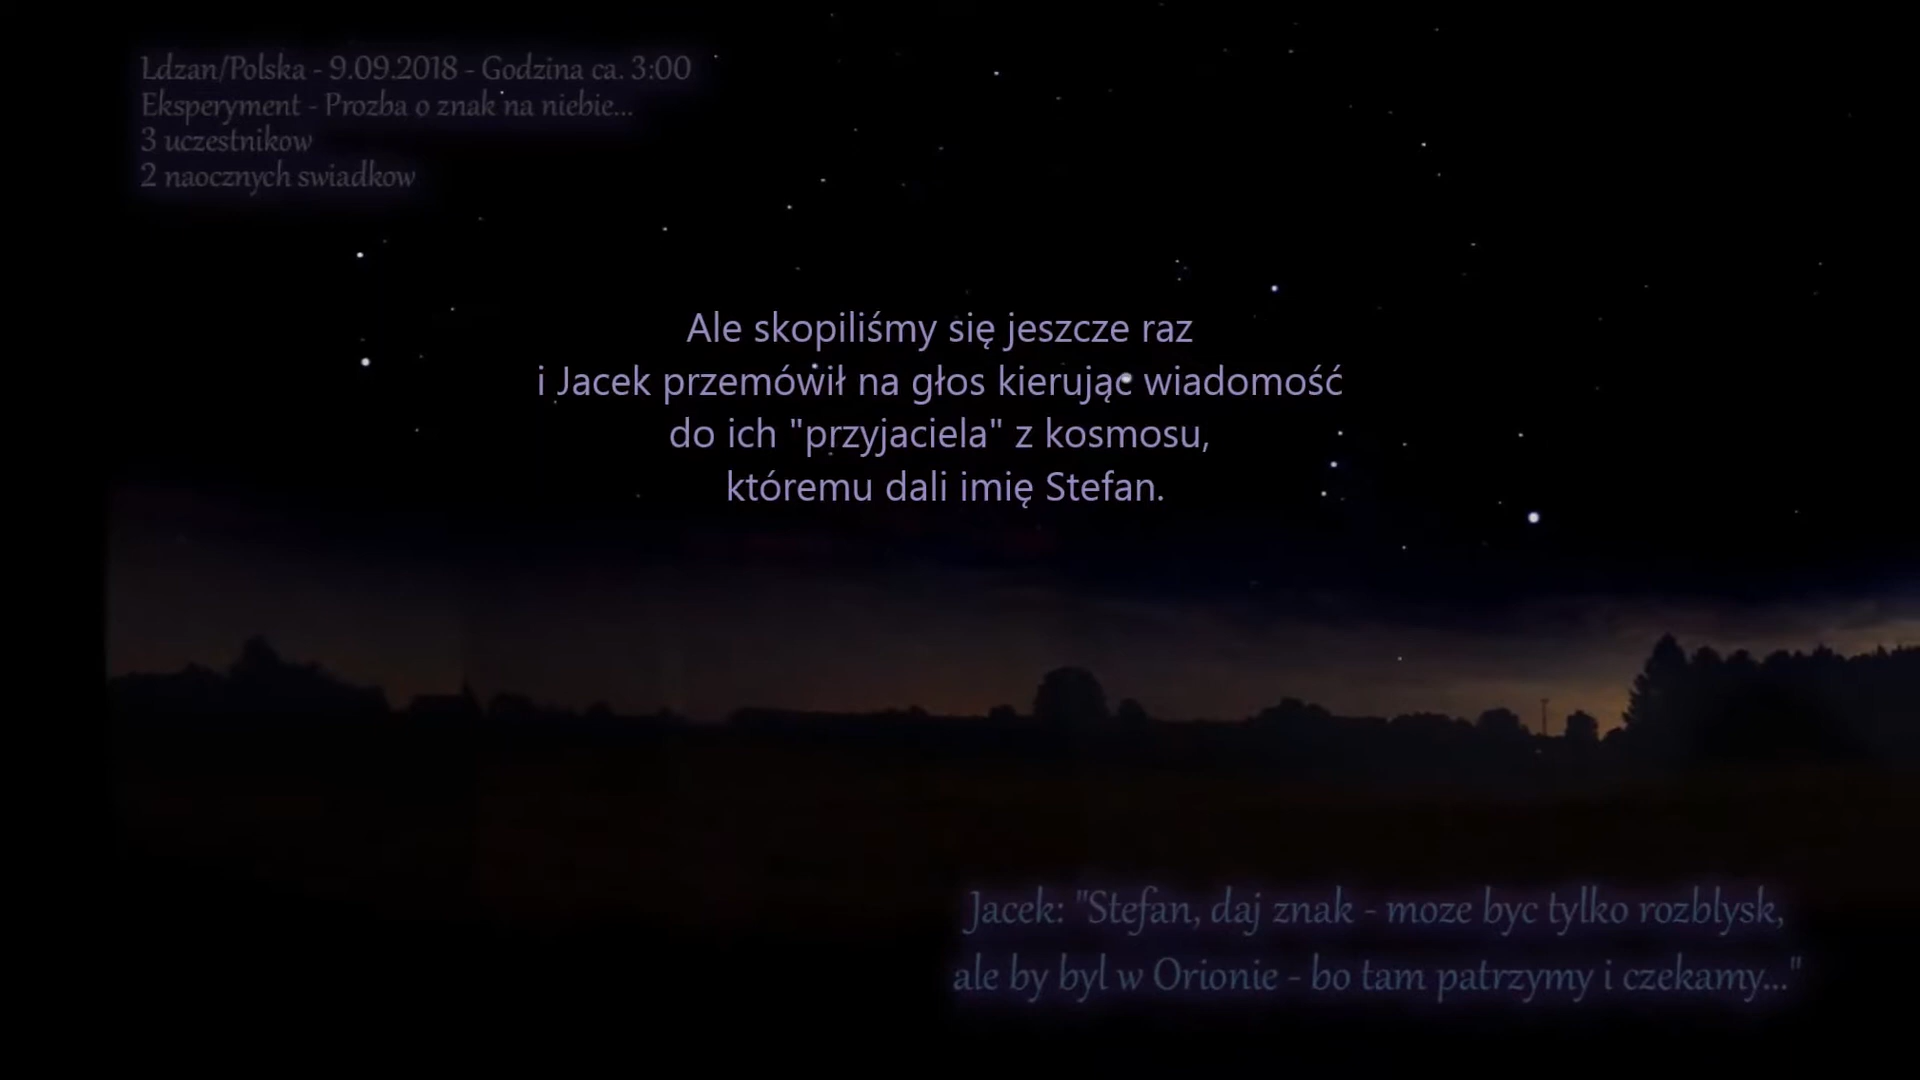 Ldzan/Polska - 9.09.2018 - Godzina ca. 3:00
Eksperyment - Prozba o znak na niebie...
3 uczestnikow
2 naocznych swiadkow
Ale skopiliśmy się jeszcze raz
i Jacek przemówił na głos kierując wiadomość
do ich "przyjaciela" z kosmosu,
któremu dali imię Stefan.
Jacek: "Stefan, daj znak - moze byc tylko rozblysk,
ale by byl w Orionie - bo tam patrzymy i czekamy..."